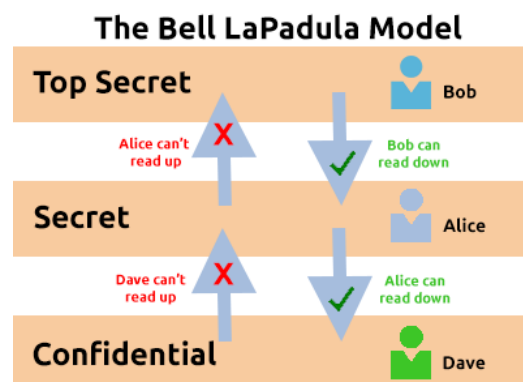 The Bell LaPadula Model
Top Secret
Bob
X
Alice can't
read up
Bob can
read down
Secret
Alice
X
Dave can't
read up
Alice can
read down
Confidential
Dave